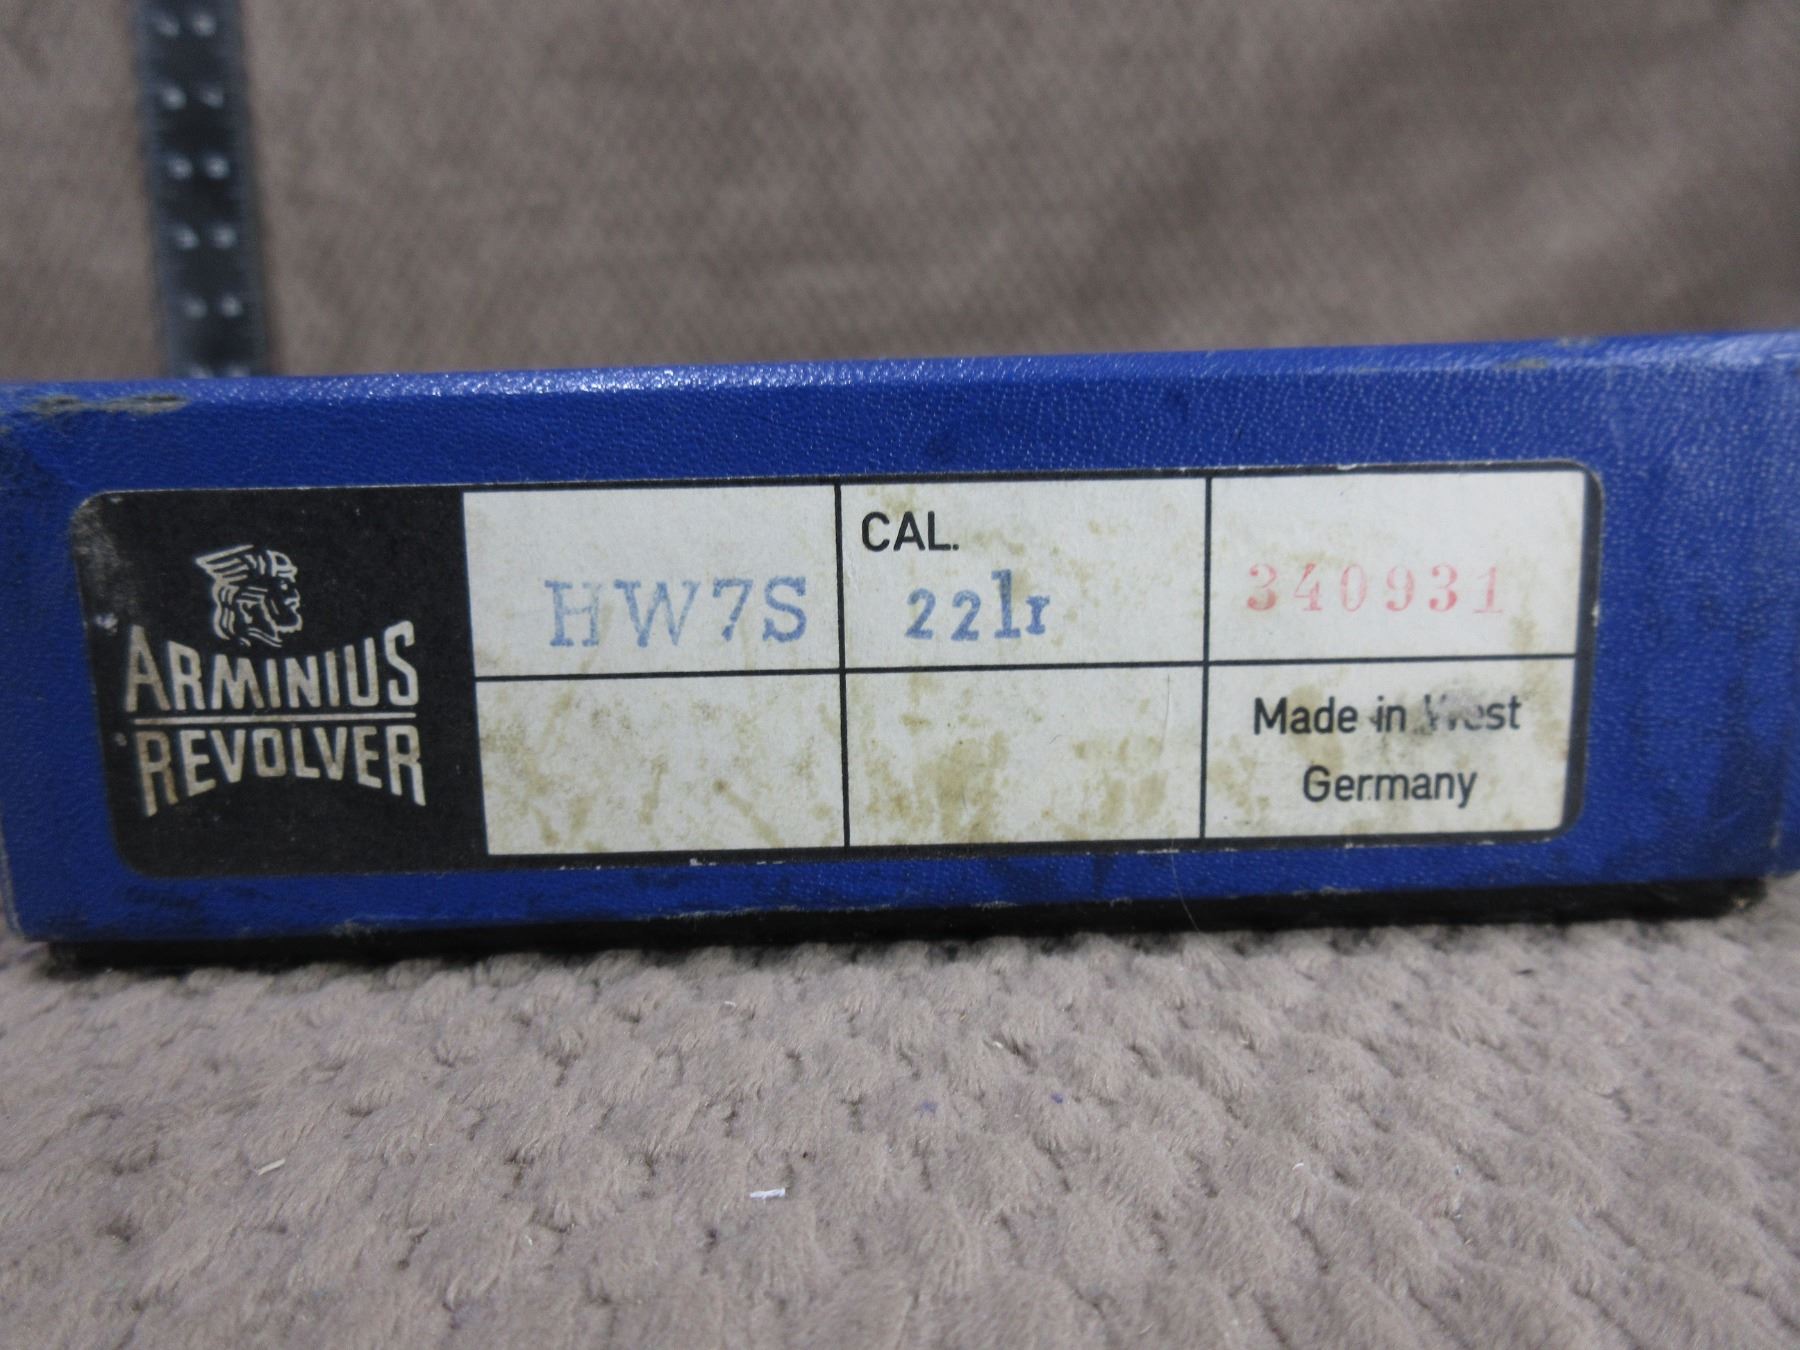 ARMINIUS
REVOLVER
HW7S
CAL.
22lr
340931
Made in West
Germany